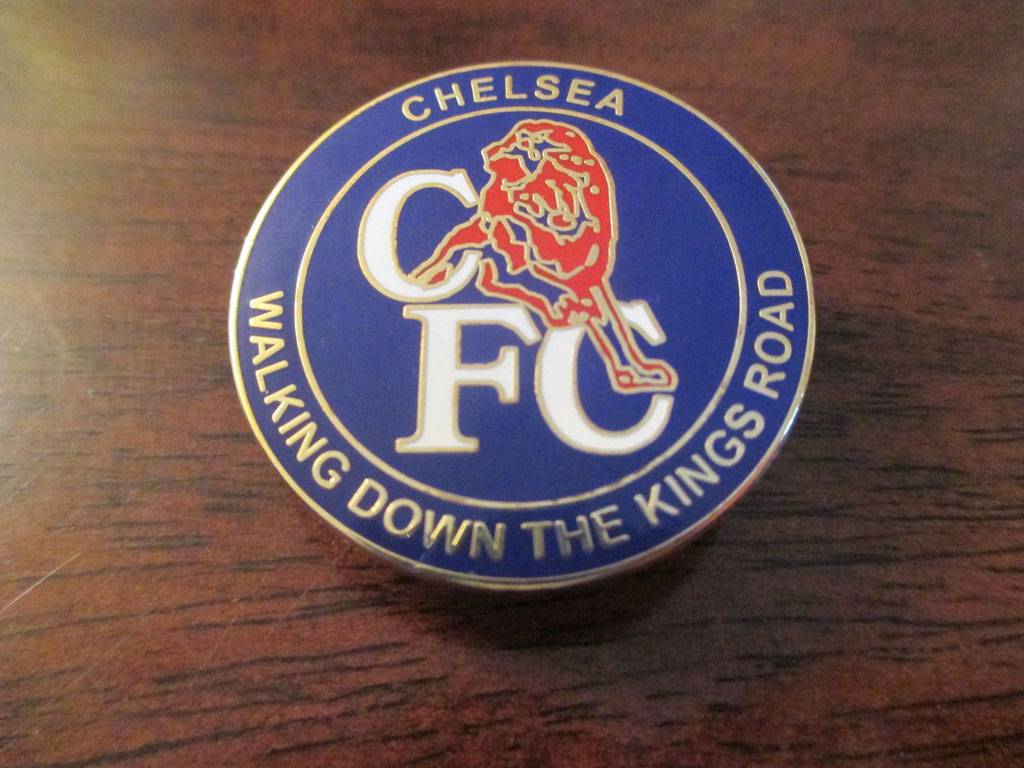 CHELSEA
CFC
WALKING DOWN THE KINGS ROAD